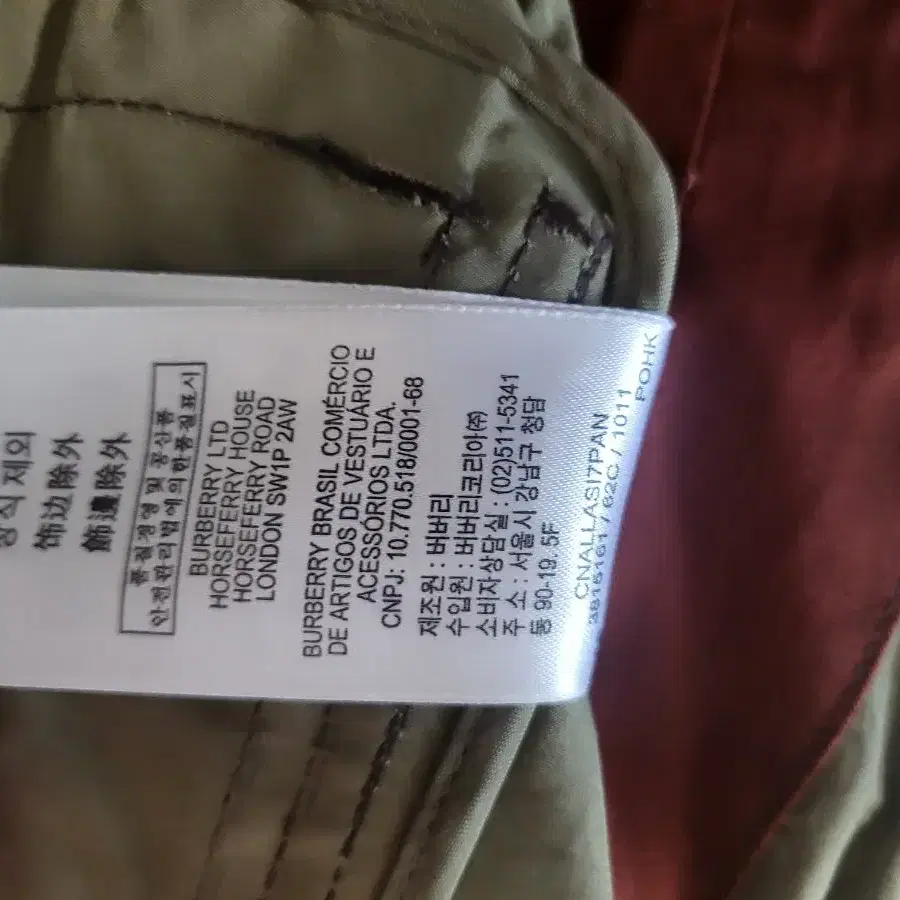 장식 제외
饰边除外
飾邊除外
품질경영 및 공산품
안전관리법에의한품질표시
BURBERRY LTD
HORSEFERRY HOUSE
HORSEFERRY ROAD
LONDON SW1P 2AW
BURBERRY BRASIL COMÉRCIO
DE ARTIGOS DE VESTUÁRIO E
ACESSÓRIOS LTDA.
CNPJ: 10.770.518/0001-68
제조원 : 버버리
수입원 : 버버리코리아(주)
소비자상담실 : (02)511-5341
주 소 : 서울시 강남구 청담
동 90-19. 5F
CNALLASI7PAN
3815161 / 62C / 1011
POHK